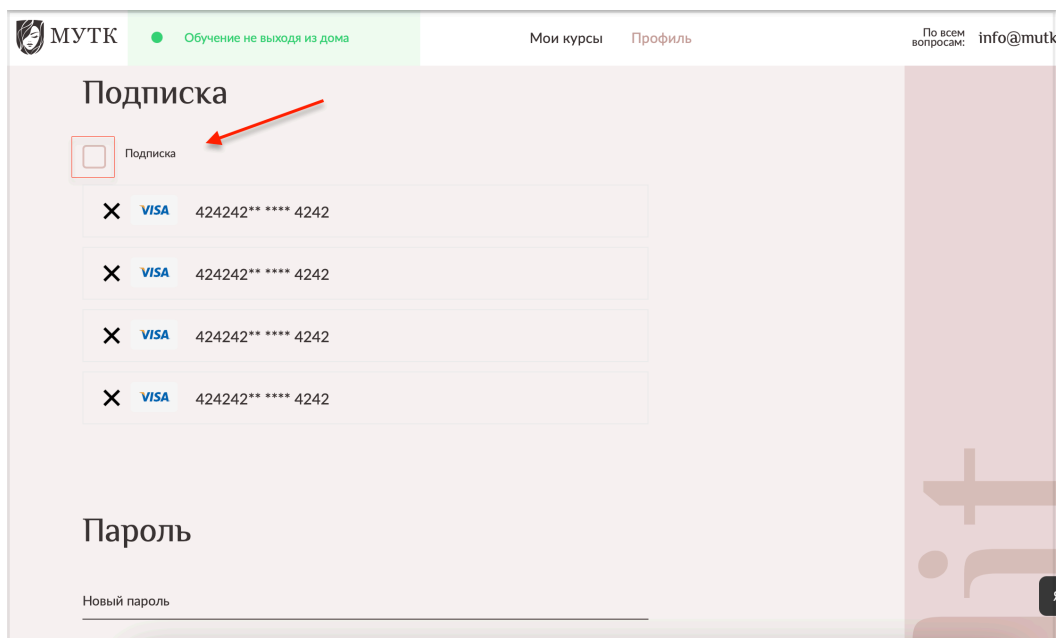 МУТК
Обучение не выходя из дома
Мои курсы
Профиль
По всем
вопросам:
info@mutk
Подписка
Подписка
VISA 424242** **** 4242
VISA 424242** **** 4242
VISA 424242** **** 4242
VISA 424242** **** 4242
Пароль
Новый пароль